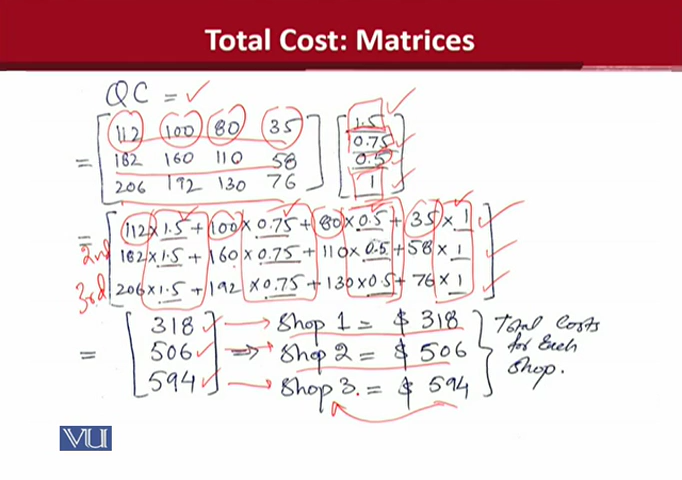 Total Cost: Matrices
QC = ✓
= [112 100 80 35] [1.5]
[182 160 110 58] [0.75]
[206 192 130 76] [0.5]
[1]
= [112 × 1.5 + 100 × 0.75 + 80 × 0.5 + 35 × 1]
2nd [182 × 1.5 + 160 × 0.75 + 110 × 0.5 + 58 × 1]
3rd [206 × 1.5 + 192 × 0.75 + 130 × 0.5 + 76 × 1]
[318] → Shop 1 = $ 318 } Total Costs
= [506] ⇒ Shop 2 = $ 506 } for Each
[594] → Shop 3. = $ 594 } Shop.
VU